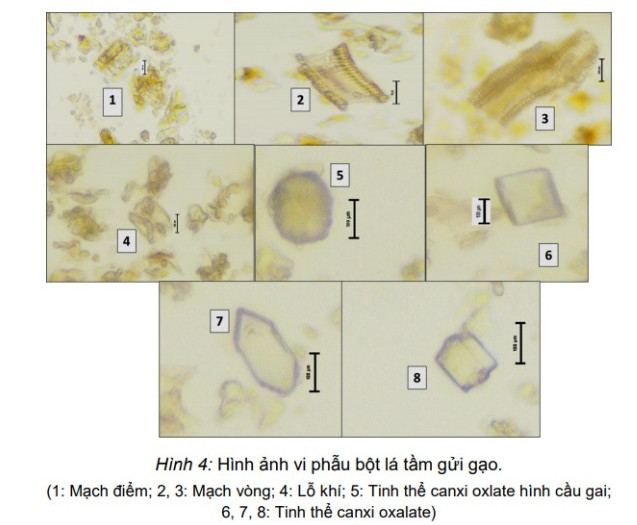 1
2
3
4
5
6
7
8
Hình 4: Hình ảnh vi phẫu bột lá tầm gửi gạo.
(1: Mạch điểm; 2, 3: Mạch vòng; 4: Lỗ khí; 5: Tinh thể canxi oxlate hình cầu gai;
6, 7, 8: Tinh thể canxi oxalate)